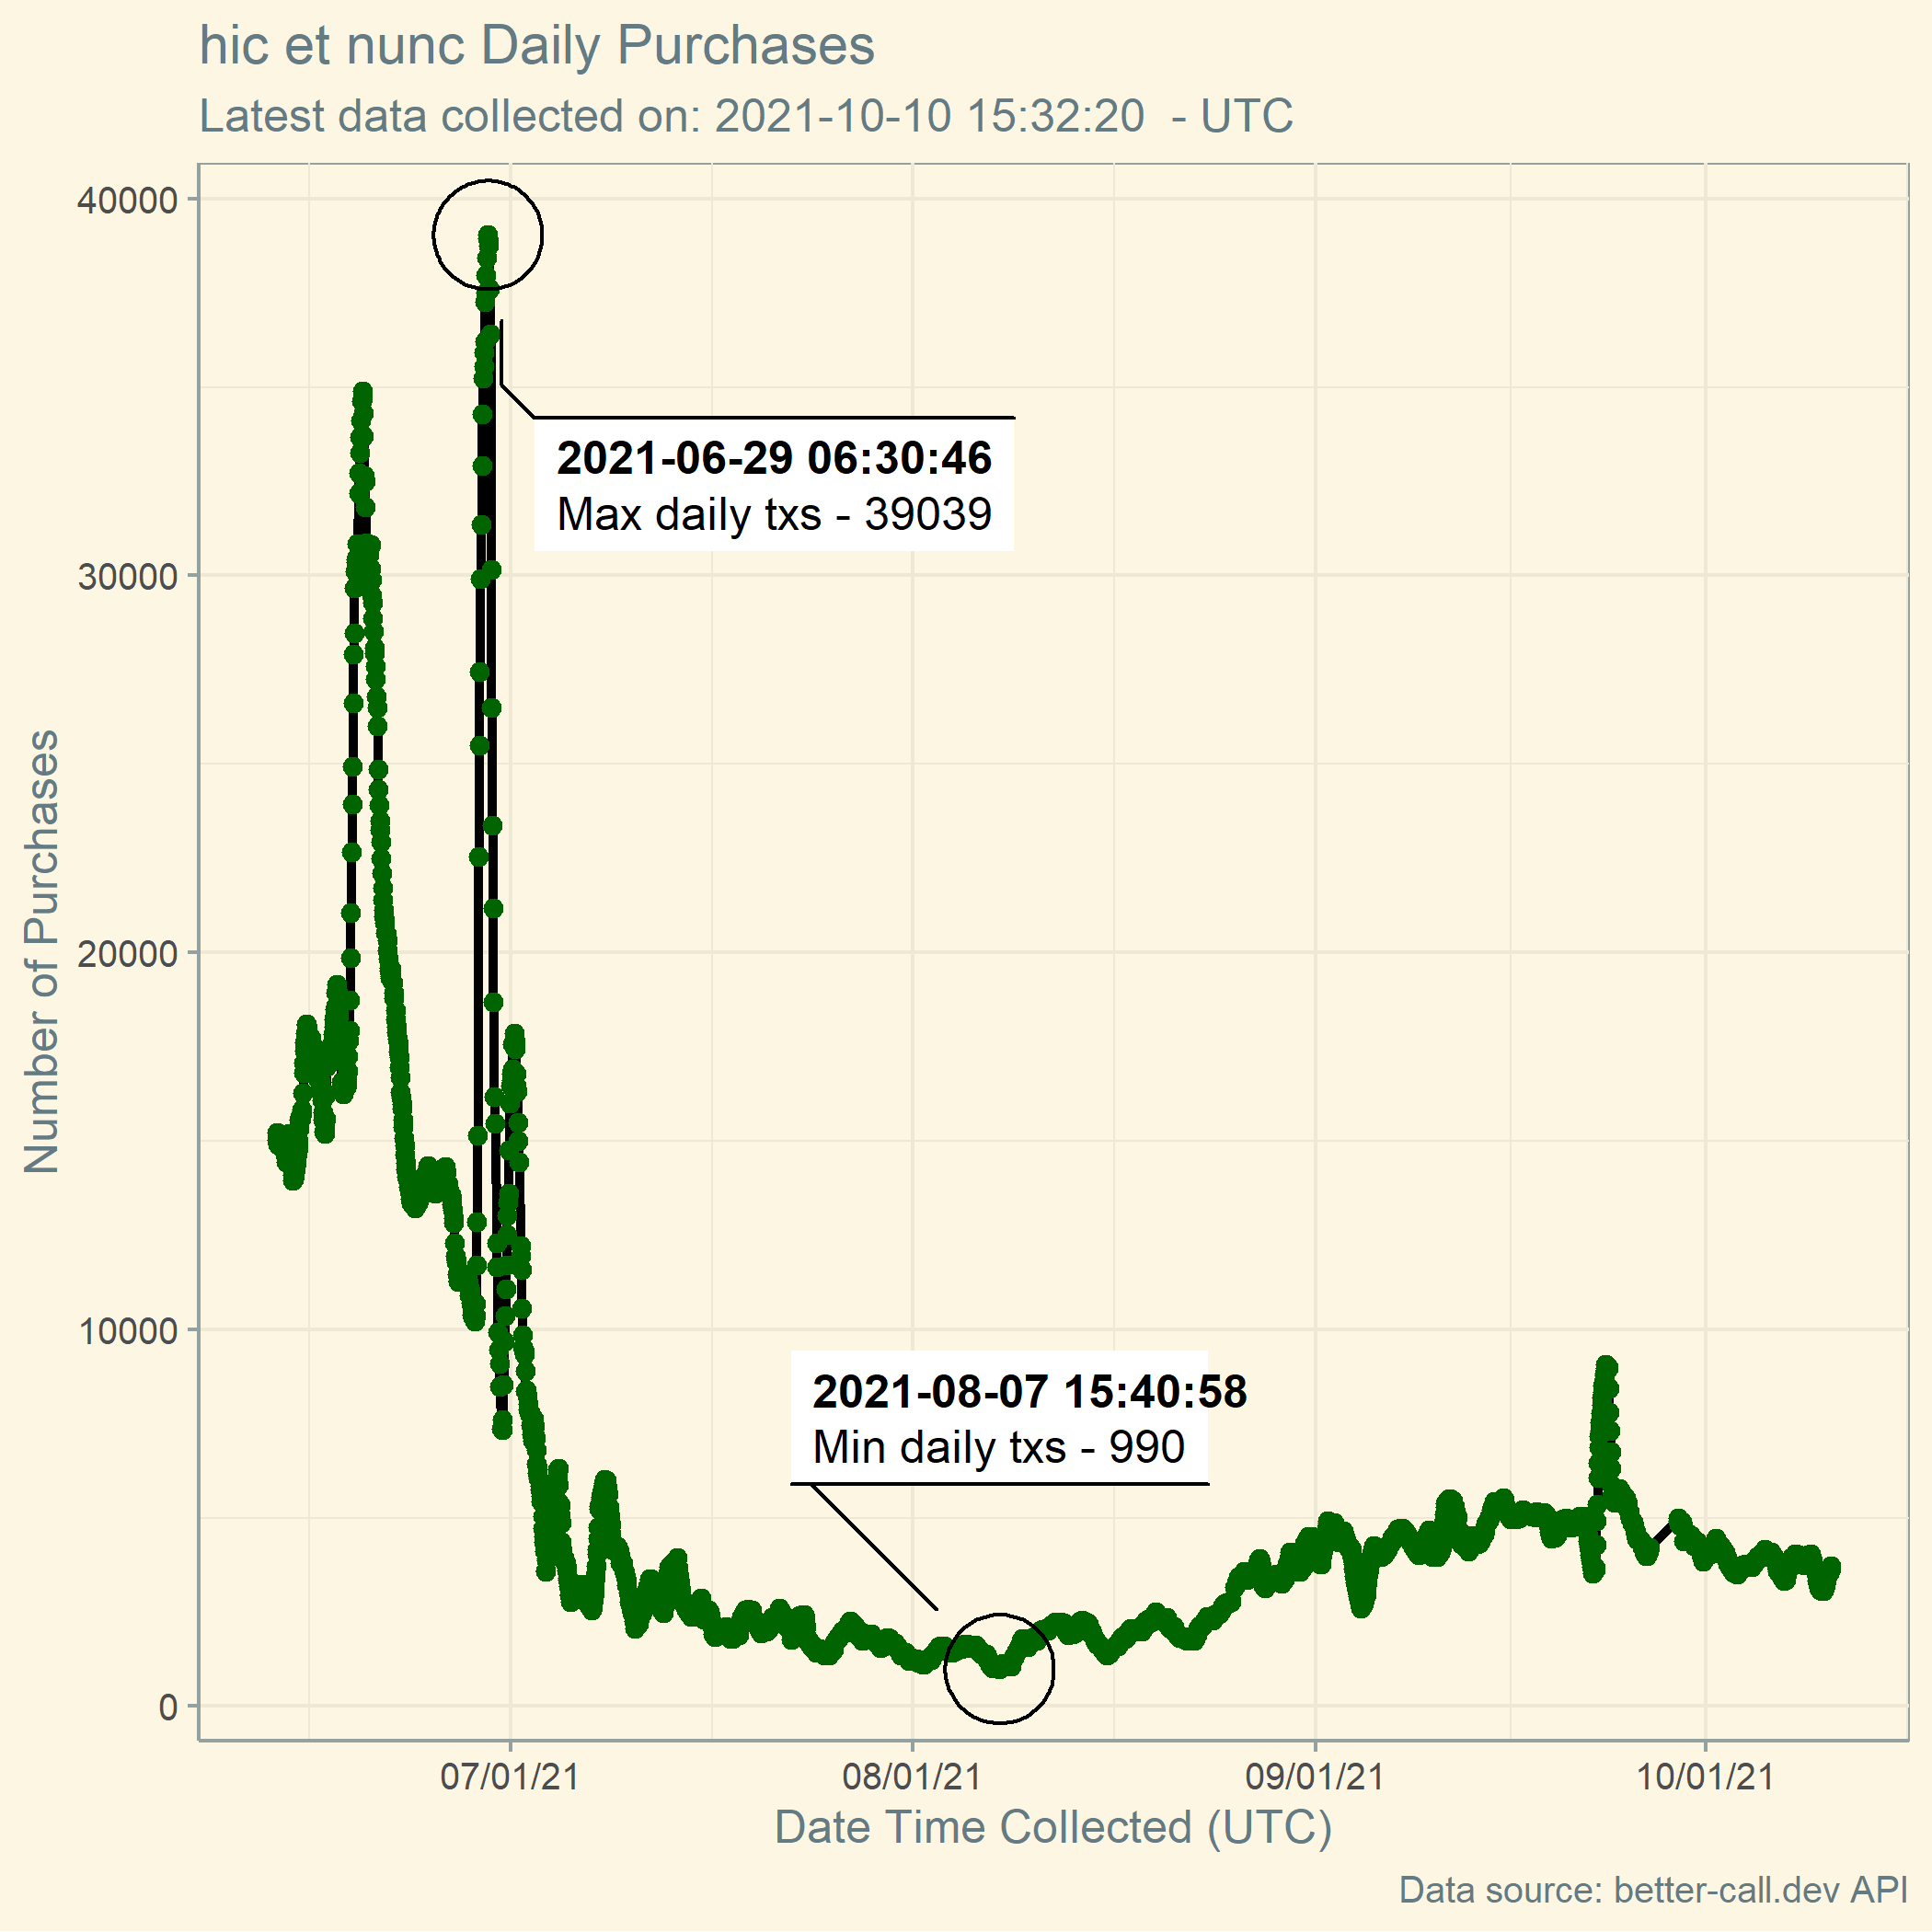 hic et nunc Daily Purchases
Latest data collected on: 2021-10-10 15:32:20  - UTC
40000
30000
20000
10000
0
Number of Purchases
2021-06-29 06:30:46
Max daily txs - 39039
2021-08-07 15:40:58
Min daily txs - 990
07/01/21
08/01/21
09/01/21
10/01/21
Date Time Collected (UTC)
Data source: better-call.dev API